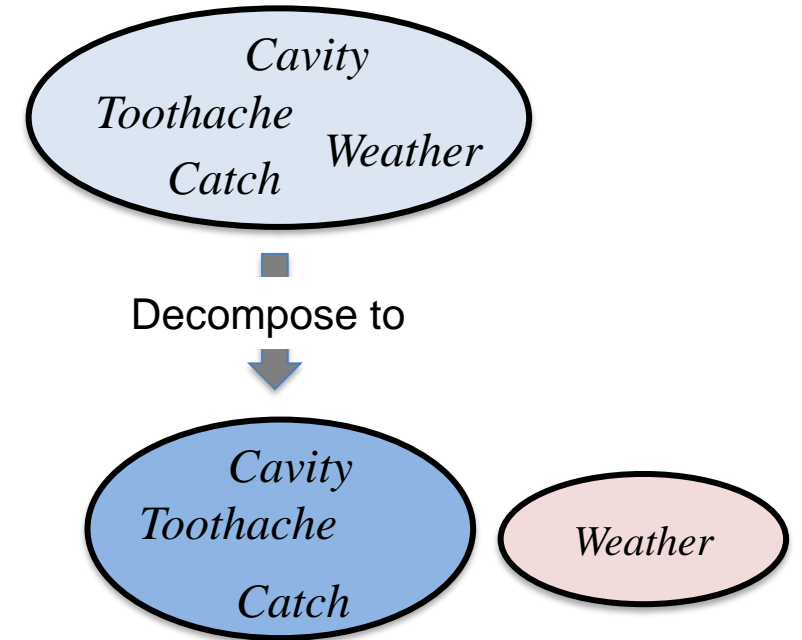 Cavity
Toothache
Weather
Catch
Decompose to
Cavity
Toothache
Weather
Catch